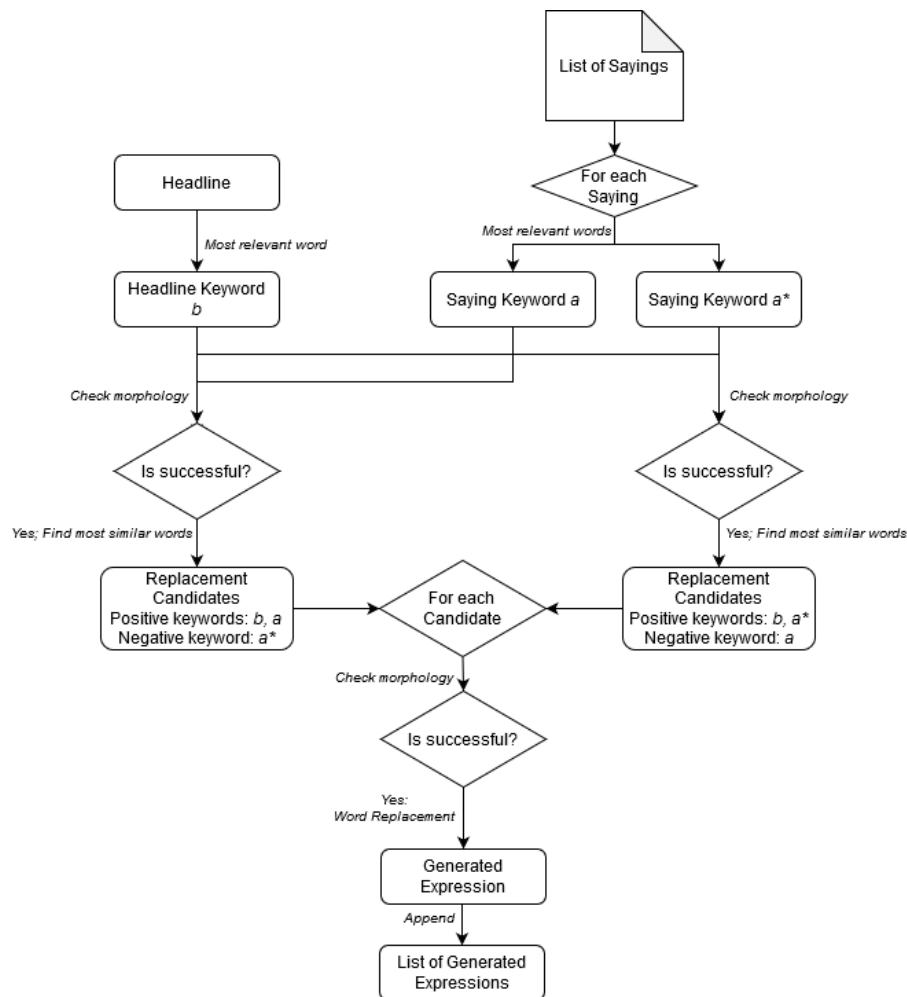 List of Sayings
For each
Saying
Headline
Most relevant word
Most relevant words
Headline Keyword
b
Saying Keyword a
Saying Keyword a*
Check morphology
Check morphology
Is successful?
Is successful?
Yes; Find most similar words
Yes; Find most similar words
Replacement
Candidates
Positive keywords: b, a
Negative keyword: a*
For each
Candidate
Replacement
Candidates
Positive keywords: b, a*
Negative keyword: a
Check morphology
Is successful?
Yes:
Word Replacement
Generated
Expression
Append
List of Generated
Expressions